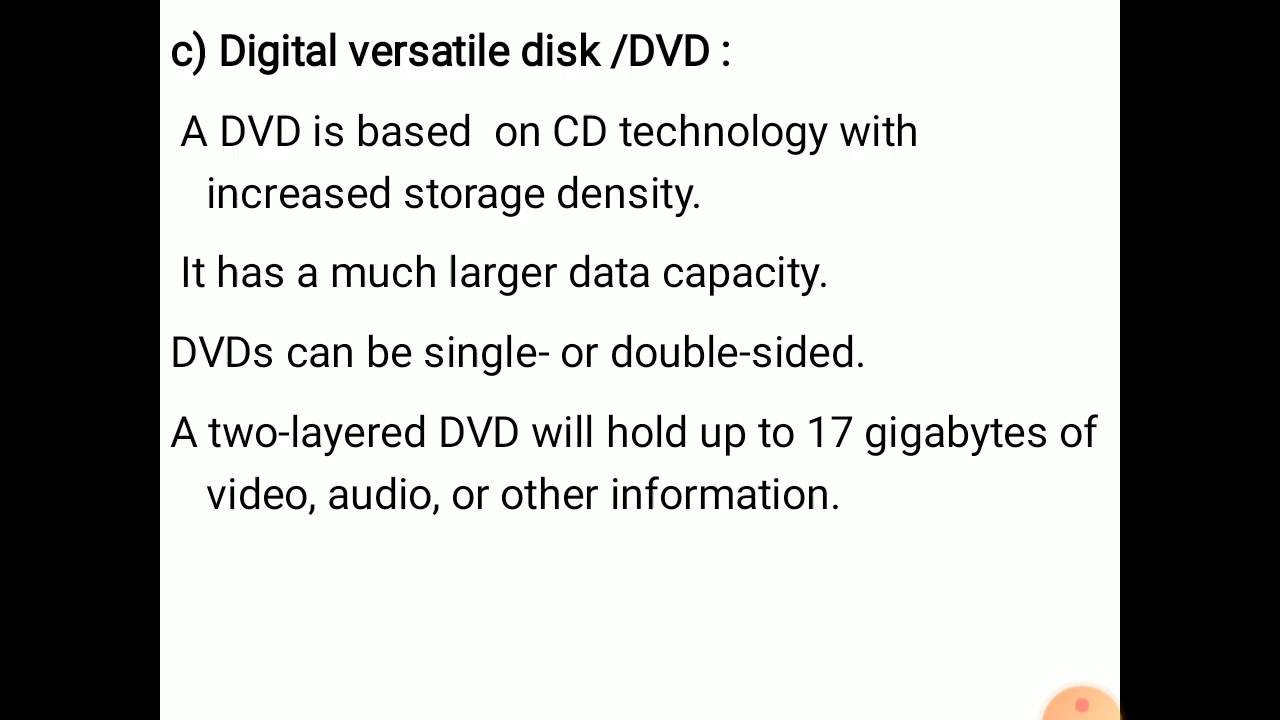 c) Digital versatile disk /DVD :
A DVD is based  on CD technology with
increased storage density.
It has a much larger data capacity.
DVDs can be single- or double-sided.
A two-layered DVD will hold up to 17 gigabytes of
video, audio, or other information.